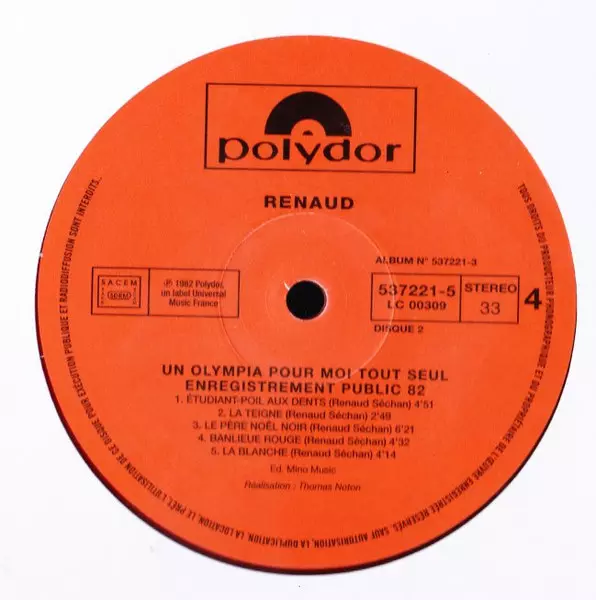 polydor
RENAUD
ALBUM N° 537221-3
SACEM
SDRM
℗ 1982 Polydor,
un label Universal
Music France
537221-5
LC 00309
STEREO
33
4
DISQUE 2
UN OLYMPIA POUR MOI TOUT SEUL
ENREGISTREMENT PUBLIC 82
1. ÉTUDIANT-POIL AUX DENTS (Renaud Séchan) 4'51
2. LA TEIGNE (Renaud Séchan) 2'49
3. LE PÈRE NOËL NOIR (Renaud Séchan) 6'21
4. BANLIEUE ROUGE (Renaud Séchan) 4'32
5. LA BLANCHE (Renaud Séchan) 4'14
Ed. Mino Music
Réalisation : Thomas Noton
TOUS DROITS DU PRODUCTEUR PHONOGRAPHIQUE ET DU PROPRIÉTAIRE DE L'ŒUVRE ENREGISTRÉE RÉSERVÉS. SAUF AUTORISATION, LA DUPLICATION, LA LOCATION, LE PRÊT, L'UTILISATION DE CE DISQUE POUR EXÉCUTION PUBLIQUE ET RADIODIFFUSION SONT INTERDITS.